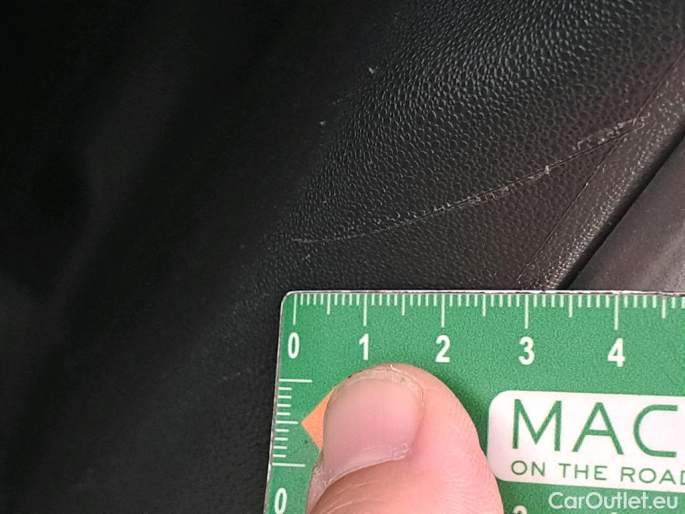 0 1 2 3 4
MAC
ON THE ROAD
0
CarOutlet.eu